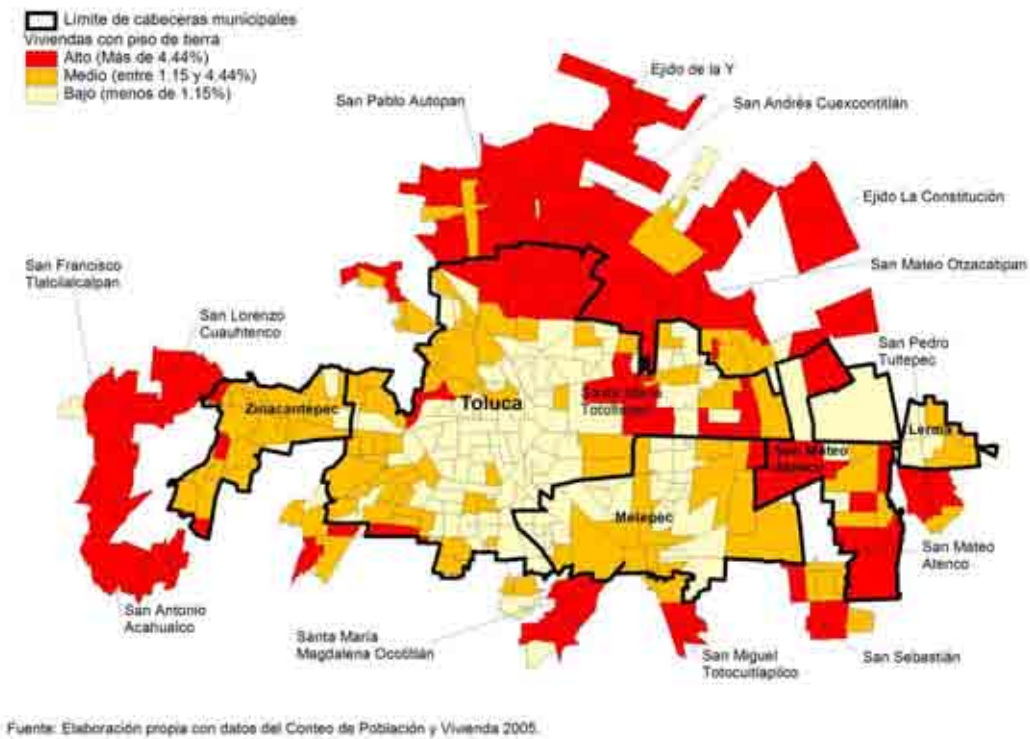 Límite de cabeceras municipales
Viviendas con piso de tierra
Alto (Más de 4.44%)
Medio (entre 1.15 y 4.44%)
Bajo (menos de 1.15%)
Ejido de la Y
San Pablo Autopan
San Andrés Cuexcontitlán
Ejido La Constitución
San Francisco
Tlalcilalcalpan
San Mateo Otzacatipan
San Lorenzo
Cuauhtenco
San Pedro
Tultepec
Zinacantepec
Toluca
Santa María
Totoltepec
Lerma
San Mateo
Atenco
Metepec
San Mateo
Atenco
San Antonio
Acahualco
Santa María
Magdalena Ocotitlán
San Miguel
Totocuitlapilco
San Sebastián
Fuente: Elaboración propia con datos del Conteo de Población y Vivienda 2005.